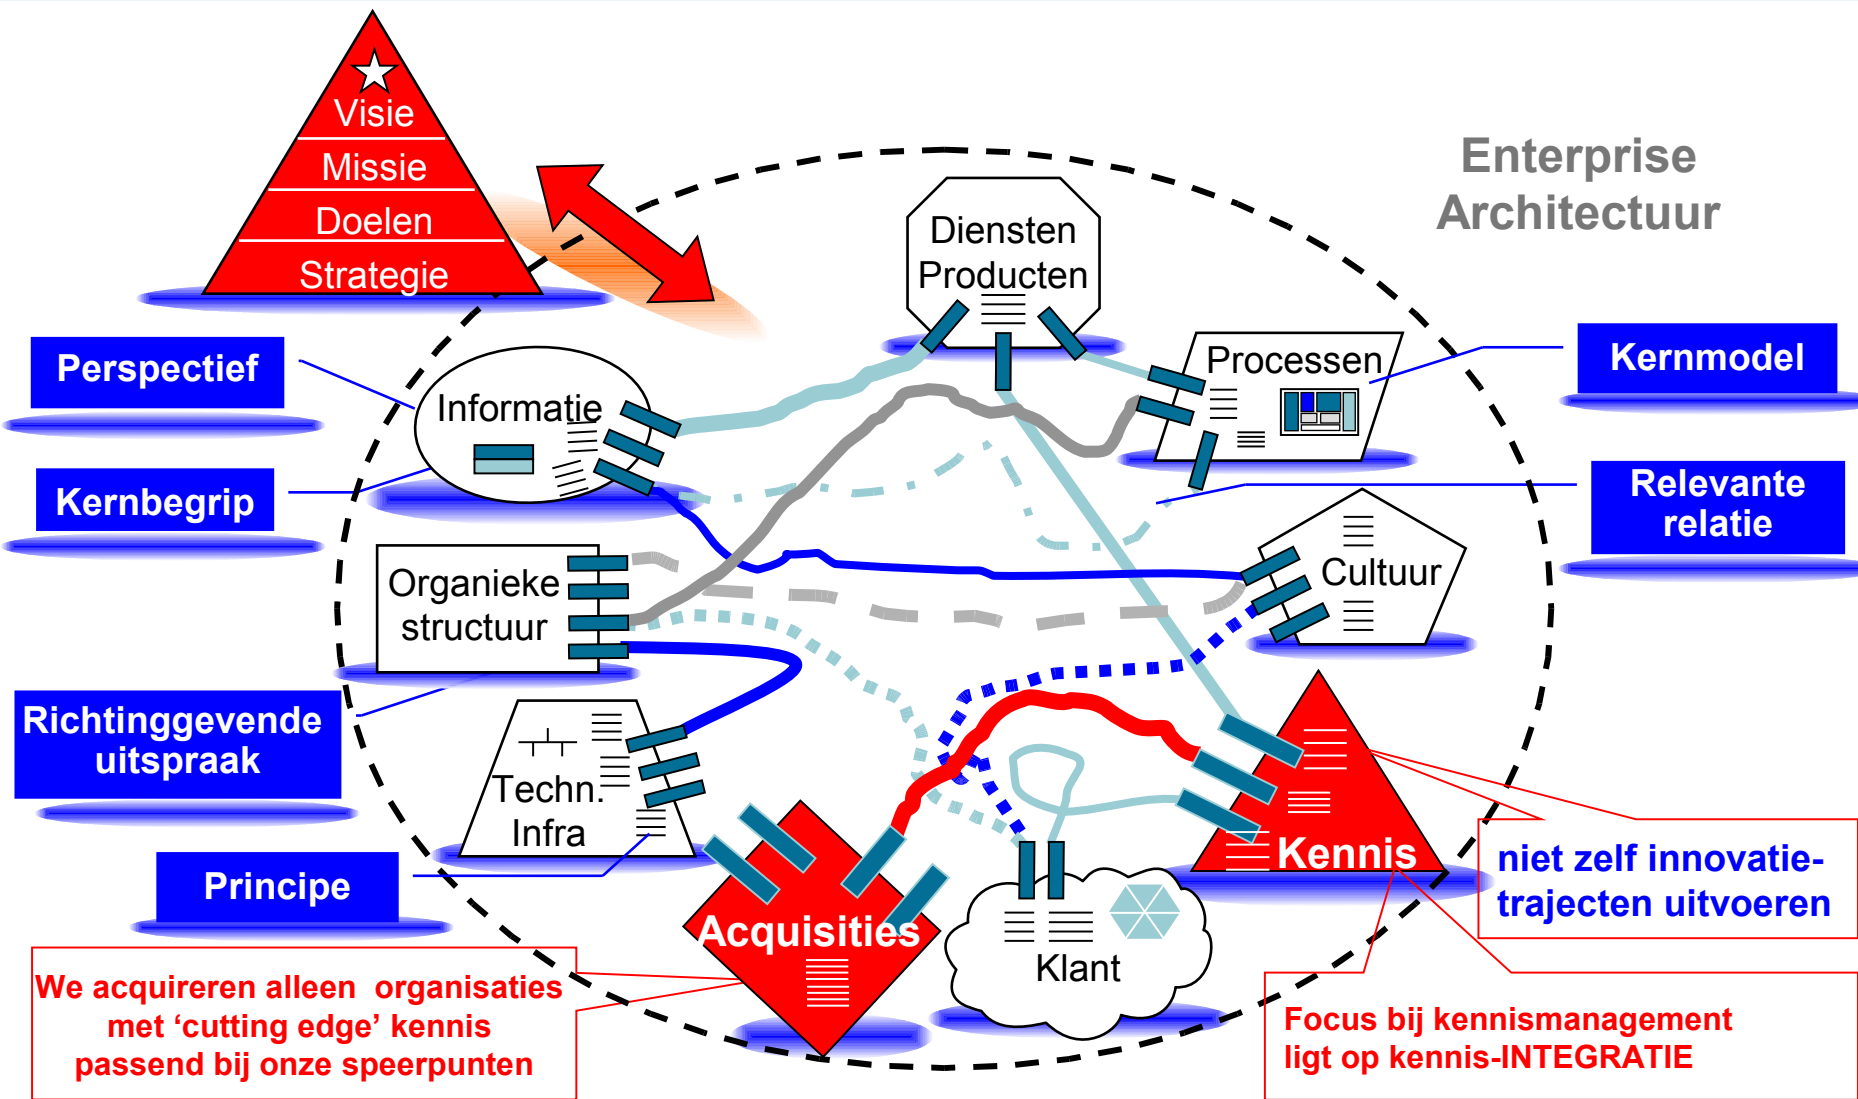 Visie
Missie
Doelen
Strategie
Enterprise
Architectuur
Diensten
Producten
Processen
Kernmodel
Perspectief
Informatie
Kernbegrip
Relevante
relatie
Organieke
structuur
Cultuur
Richtinggevende
uitspraak
Techn.
Infra
Principe
Kennis
niet zelf innovatie-
trajecten uitvoeren
Acquisities
Klant
We acquireren alleen organisaties
met ‘cutting edge’ kennis
passend bij onze speerpunten
Focus bij kennismanagement
ligt op kennis-INTEGRATIE